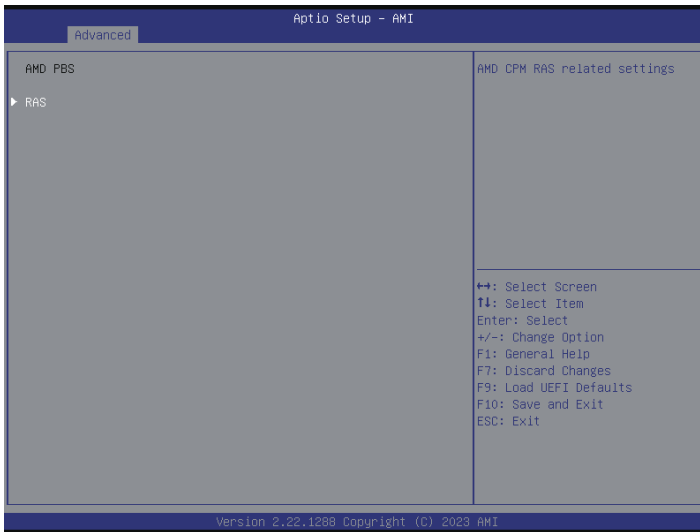 Aptio Setup – AMI
Advanced
AMD PBS
RAS
AMD CPM RAS related settings
↔: Select Screen
↑↓: Select Item
Enter: Select
+/-: Change Option
F1: General Help
F7: Discard Changes
F9: Load UEFI Defaults
F10: Save and Exit
ESC: Exit
Version 2.22.1288 Copyright (C) 2023 AMI